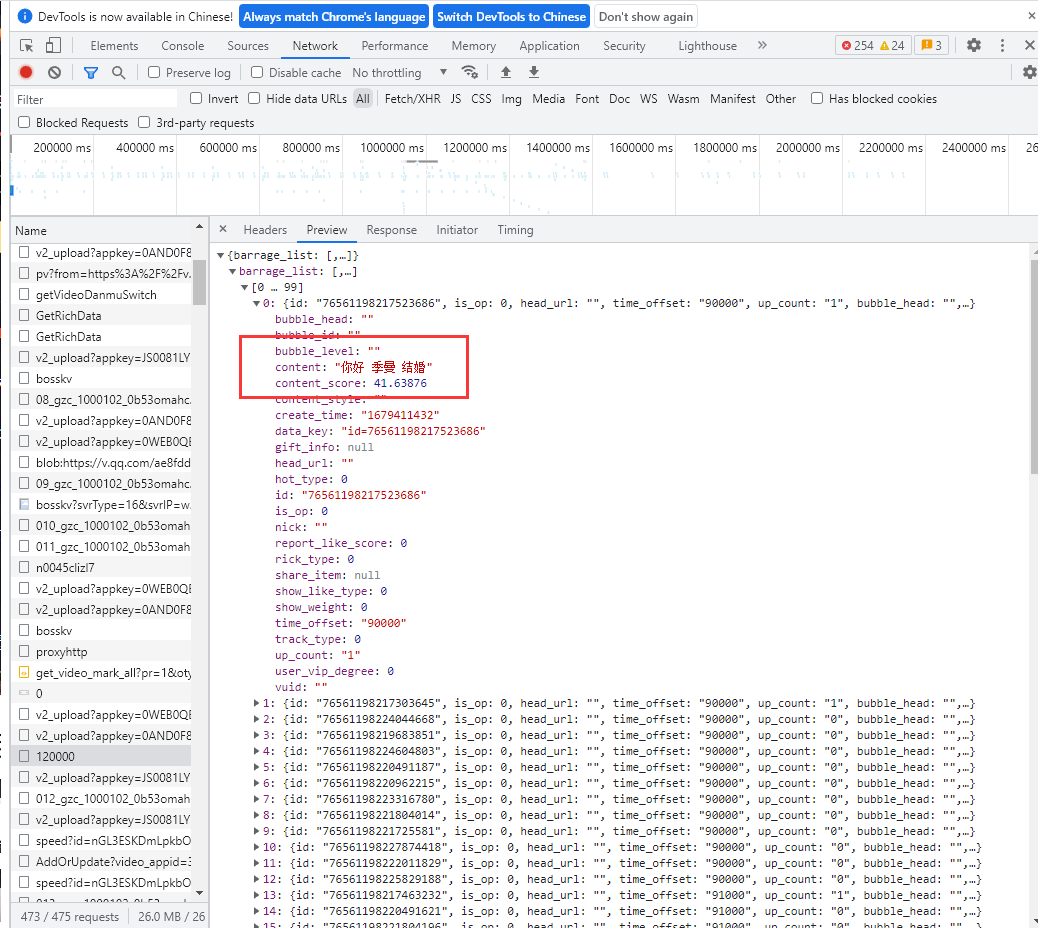 DevTools is now available in Chinese! Always match Chrome's language Switch DevTools to Chinese Don't show again
Elements Console Sources Network Performance Memory Application Security Lighthouse 254 24 3
Preserve log Disable cache No throttling
Filter Invert Hide data URLs All Fetch/XHR JS CSS Img Media Font Doc WS Wasm Manifest Other Has blocked cookies
Blocked Requests 3rd-party requests
200000 ms 400000 ms 600000 ms 800000 ms 1000000 ms 1200000 ms 1400000 ms 1600000 ms 1800000 ms 2000000 ms 2200000 ms 2400000 ms 26
Name
v2_upload?appkey=0AND0F8
pv?from=https%3A%2F%2Fv.
getVideoDanmuSwitch
GetRichData
GetRichData
v2_upload?appkey=JS0081LY
bosskv
08_gzc_1000102_0b53omahc.
v2_upload?appkey=0AND0F8
v2_upload?appkey=0WEB0QE
blob:https://v.qq.com/ae8fdd
09_gzc_1000102_0b53omahc.
bosskv?svrType=16&svrIP=w.
010_gzc_1000102_0b53omah
011_gzc_1000102_0b53omah
n0045clizl7
v2_upload?appkey=0WEB0QE
v2_upload?appkey=0AND0F8
bosskv
proxyhttp
get_video_mark_all?pr=1&oty
0
v2_upload?appkey=0WEB0QE
v2_upload?appkey=0AND0F8
120000
v2_upload?appkey=JS0081LY
012_gzc_1000102_0b53omah
v2_upload?appkey=JS0081LY
speed?id=nGL3ESKDmLpkbO
AddOrUpdate?video_appid=3
speed?id=nGL3ESKDmLpkbO
473 / 475 requests 26.0 MB / 26
Headers Preview Response Initiator Timing
{barrage_list: [,…]}
barrage_list: [,…]
[0 … 99]
0: {id: "76561198217523686", is_op: 0, head_url: "", time_offset: "90000", up_count: "1", bubble_head: "",…}
bubble_head: ""
bubble_id: ""
bubble_level: ""
content: "你好 季曼 结婚"
content_score: 41.63876
content_style: ""
create_time: "1679411432"
data_key: "id=76561198217523686"
gift_info: null
head_url: ""
hot_type: 0
id: "76561198217523686"
is_op: 0
nick: ""
report_like_score: 0
rick_type: 0
share_item: null
show_like_type: 0
show_weight: 0
time_offset: "90000"
track_type: 0
up_count: "1"
user_vip_degree: 0
vuid: ""
1: {id: "76561198217303645", is_op: 0, head_url: "", time_offset: "90000", up_count: "1", bubble_head: "",…}
2: {id: "76561198224044668", is_op: 0, head_url: "", time_offset: "90000", up_count: "0", bubble_head: "",…}
3: {id: "76561198219683851", is_op: 0, head_url: "", time_offset: "90000", up_count: "0", bubble_head: "",…}
4: {id: "76561198224604803", is_op: 0, head_url: "", time_offset: "90000", up_count: "0", bubble_head: "",…}
5: {id: "76561198220491187", is_op: 0, head_url: "", time_offset: "90000", up_count: "0", bubble_head: "",…}
6: {id: "76561198220962215", is_op: 0, head_url: "", time_offset: "90000", up_count: "0", bubble_head: "",…}
7: {id: "76561198223316780", is_op: 0, head_url: "", time_offset: "90000", up_count: "0", bubble_head: "",…}
8: {id: "76561198221804014", is_op: 0, head_url: "", time_offset: "90000", up_count: "0", bubble_head: "",…}
9: {id: "76561198221725581", is_op: 0, head_url: "", time_offset: "90000", up_count: "0", bubble_head: "",…}
10: {id: "76561198227874418", is_op: 0, head_url: "", time_offset: "90000", up_count: "0", bubble_head: "",…}
11: {id: "76561198222011829", is_op: 0, head_url: "", time_offset: "90000", up_count: "0", bubble_head: "",…}
12: {id: "76561198225829188", is_op: 0, head_url: "", time_offset: "90000", up_count: "0", bubble_head: "",…}
13: {id: "76561198217463232", is_op: 0, head_url: "", time_offset: "91000", up_count: "1", bubble_head: "",…}
14: {id: "76561198220491621", is_op: 0, head_url: "", time_offset: "91000", up_count: "0", bubble_head: "",…}
15: {id: "76561198221804196", is_op: 0, head_url: "", time_offset: "91000", up_count: "0", bubble_head: "",…}